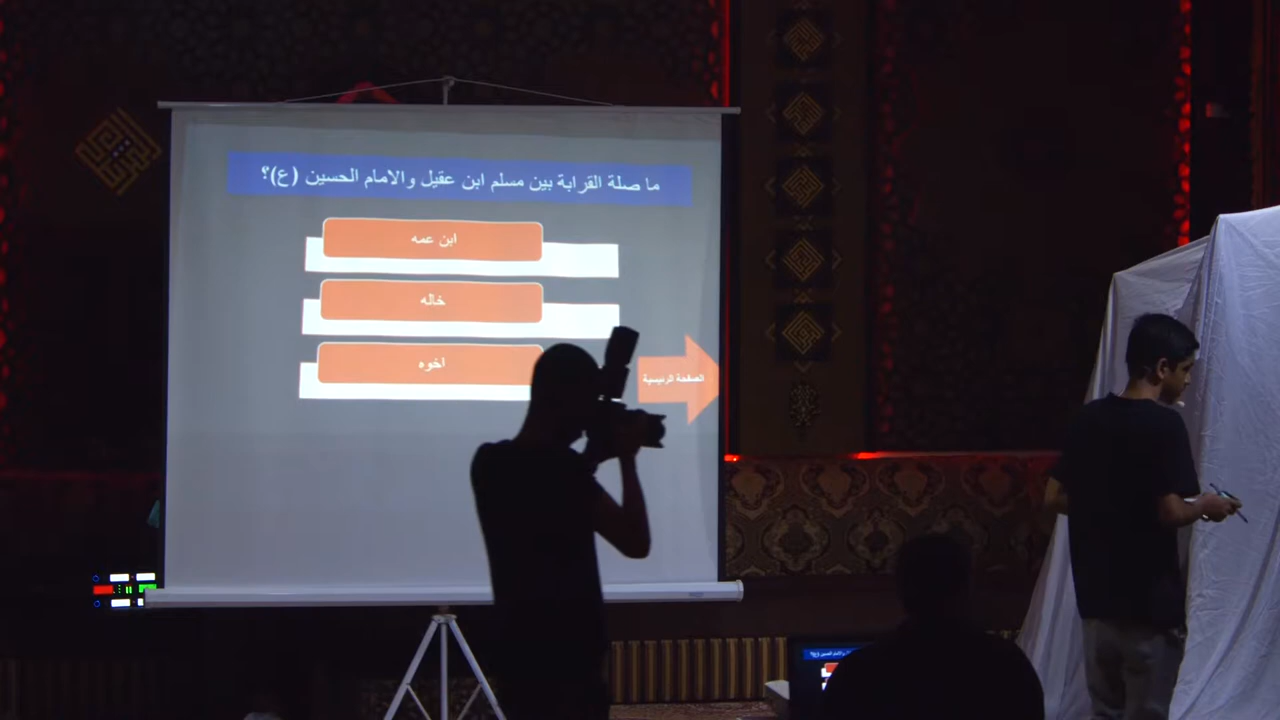 ما صلة القرابة بين مسلم ابن عقيل والامام الحسين (ع)؟
ابن عمه
خاله
اخوه
الصفحة الرئيسية